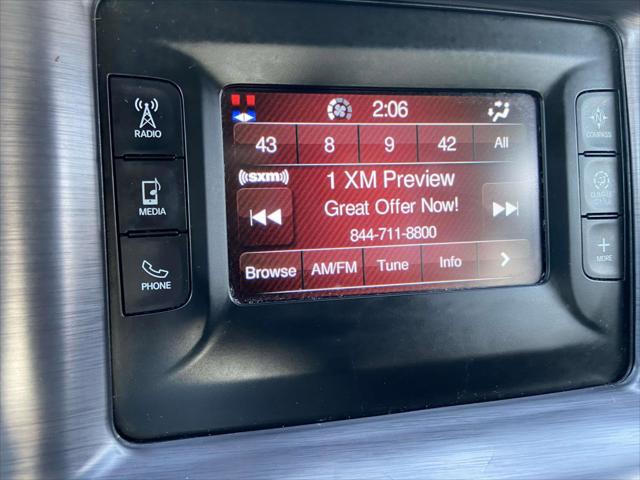 2:06
43 8 9 42 All
((sxm))
1 XM Preview
Great Offer Now!
844-711-8800
Browse AM/FM Tune Info >
RADIO
MEDIA
PHONE
COMPASS
CLIMATE
MORE